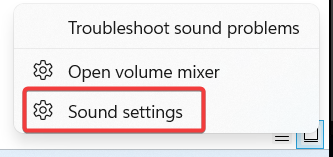 Troubleshoot sound problems
Open volume mixer
Sound settings